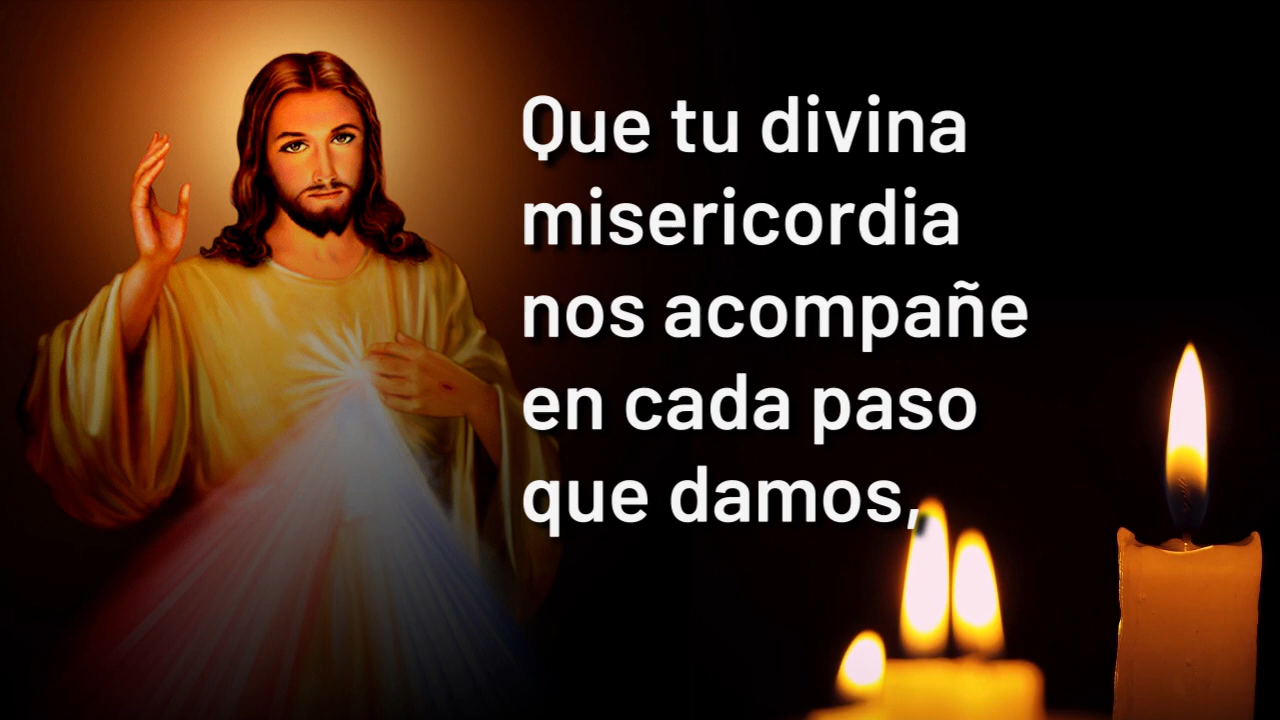 Que tu divina
misericordia
nos acompañe
en cada paso
que damos,